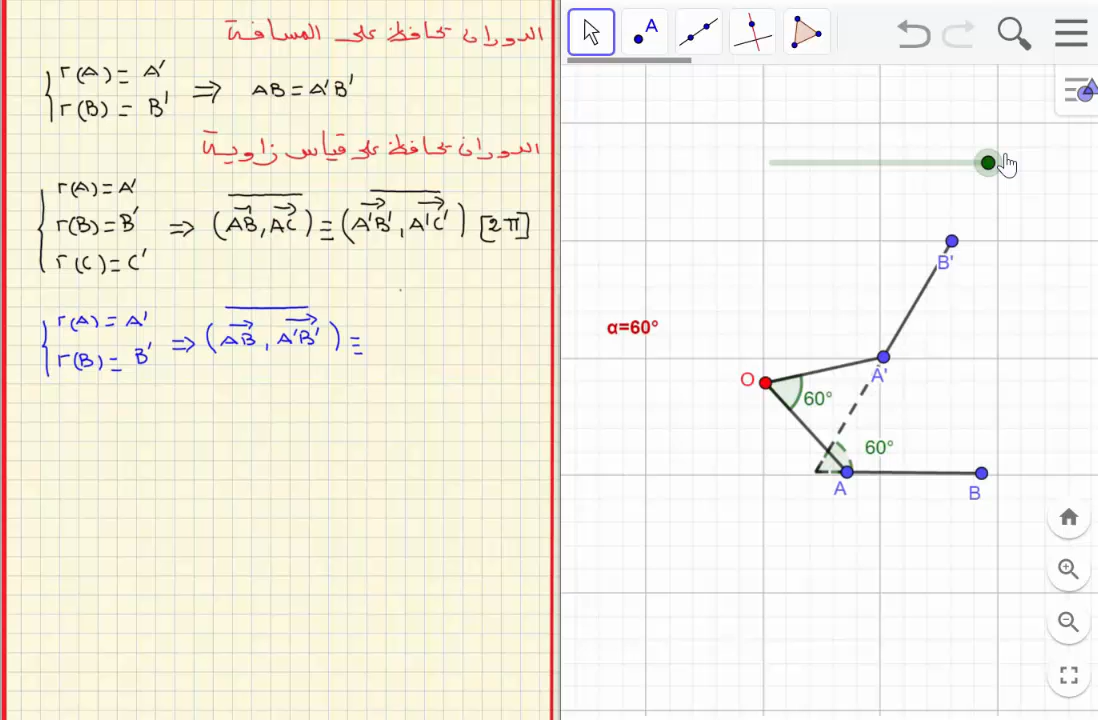 الدوران يحافظ على المسافة
r(A) = A'
r(B) = B'
⇒ AB = A'B'
الدوران يحافظ على قياس زاوية
r(A) = A'
r(B) = B'
r(C) = C'
⇒ (AB, AC) ≡ (A'B', A'C') [2π]
r(A) = A'
r(B) = B'
⇒ (AB, A'B') ≡
A
B'
α=60°
A'
O
60°
60°
A
B